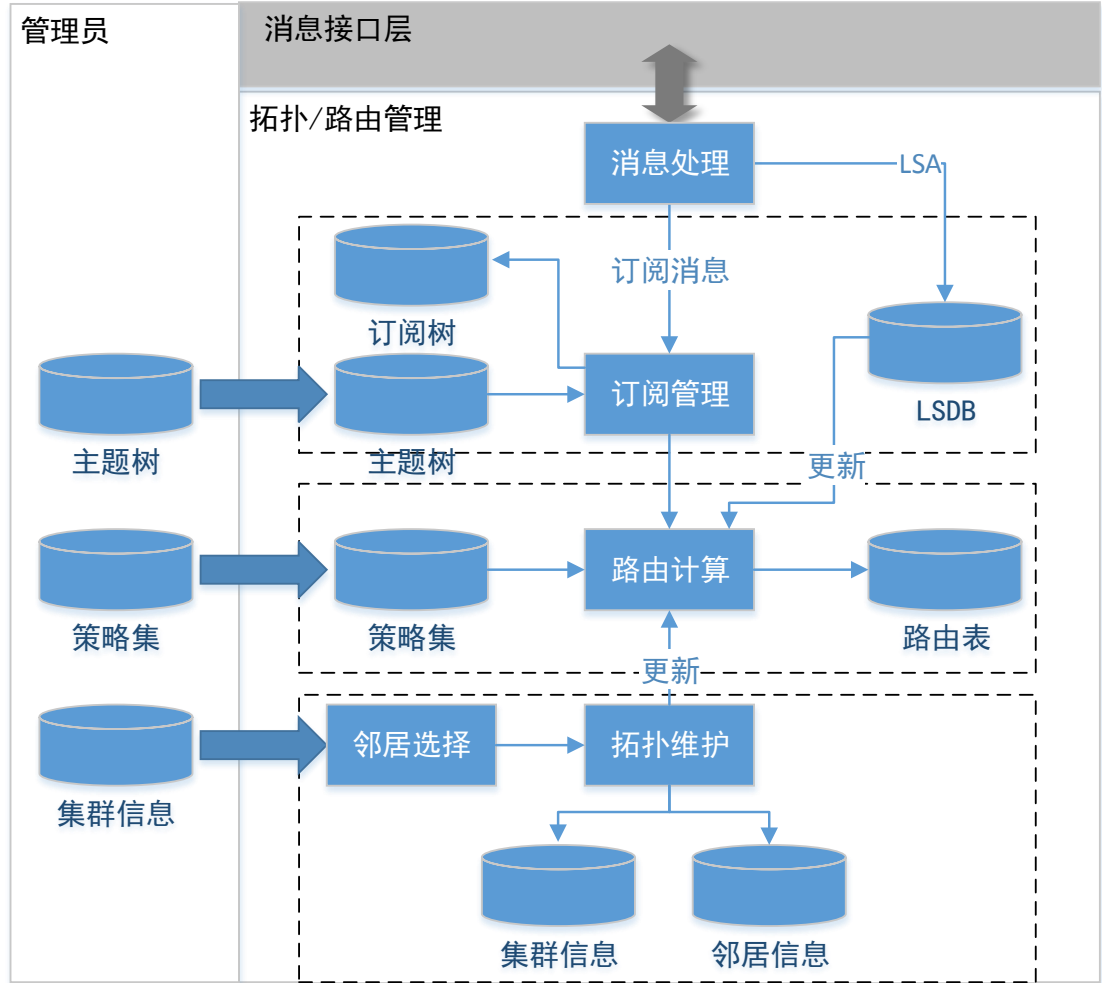 管理员
消息接口层
拓扑/路由管理
消息处理
LSA
订阅消息
订阅树
订阅管理
LSDB
主题树
主题树
更新
路由计算
策略集
策略集
路由表
更新
邻居选择
拓扑维护
集群信息
集群信息
邻居信息